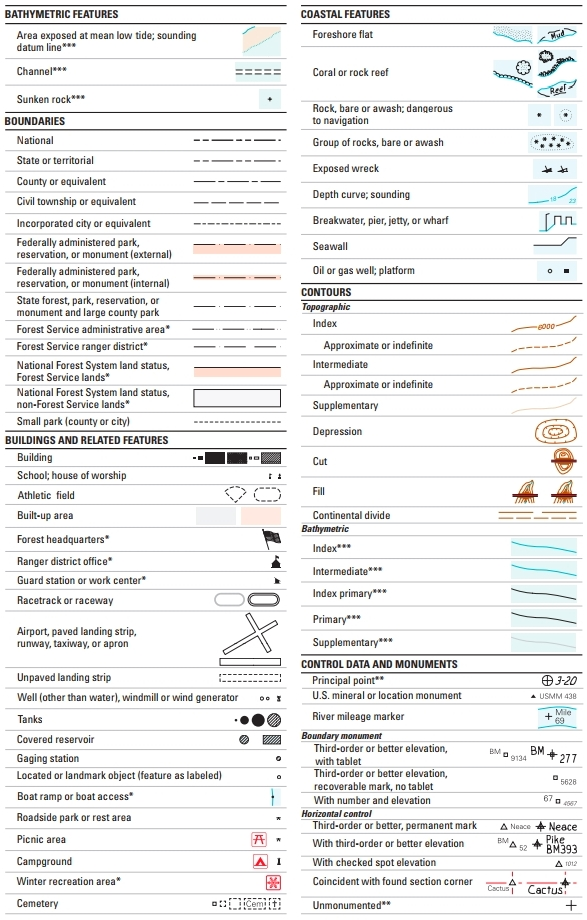 BATHYMETRIC FEATURES
Area exposed at mean low tide; sounding
datum line***
Channel***
Sunken rock***
BOUNDARIES
National
State or territorial
County or equivalent
Civil township or equivalent
Incorporated city or equivalent
Federally administered park,
reservation, or monument (external)
Federally administered park,
reservation, or monument (internal)
State forest, park, reservation, or
monument and large county park
Forest Service administrative area*
Forest Service ranger district*
National Forest System land status,
Forest Service lands*
National Forest System land status,
non-Forest Service lands*
Small park (county or city)
BUILDINGS AND RELATED FEATURES
Building
School; house of worship
Athletic field
Built-up area
Forest headquarters*
Ranger district office*
Guard station or work center*
Racetrack or raceway
Airport, paved landing strip,
runway, taxiway, or apron
Unpaved landing strip
Well (other than water), windmill or wind generator
Tanks
Covered reservoir
Gaging station
Located or landmark object (feature as labeled)
Boat ramp or boat access*
Roadside park or rest area
Picnic area
Campground
Winter recreation area*
Cemetery Cem
COASTAL FEATURES
Foreshore flat Mud
Coral or rock reef Reef
Rock, bare or awash; dangerous
to navigation
Group of rocks, bare or awash
Exposed wreck
Depth curve; sounding 18 23
Breakwater, pier, jetty, or wharf
Seawall
Oil or gas well; platform
CONTOURS
Topographic
Index 6000
Approximate or indefinite
Intermediate
Approximate or indefinite
Supplementary
Depression
Cut
Fill
Continental divide
Bathymetric
Index***
Intermediate***
Index primary***
Primary***
Supplementary***
CONTROL DATA AND MONUMENTS
Principal point** 3-20
U.S. mineral or location monument USMM 438
River mileage marker Mile
69
Boundary monument
Third-order or better elevation,
with tablet BM 9134 BM 277
Third-order or better elevation,
recoverable mark, no tablet 5628
With number and elevation 67 4567
Horizontal control
Third-order or better, permanent mark Neace Neace
With third-order or better elevation BM 52 Pike
BM393
With checked spot elevation 1012
Coincident with found section corner Cactus Cactus
Unmonumented**